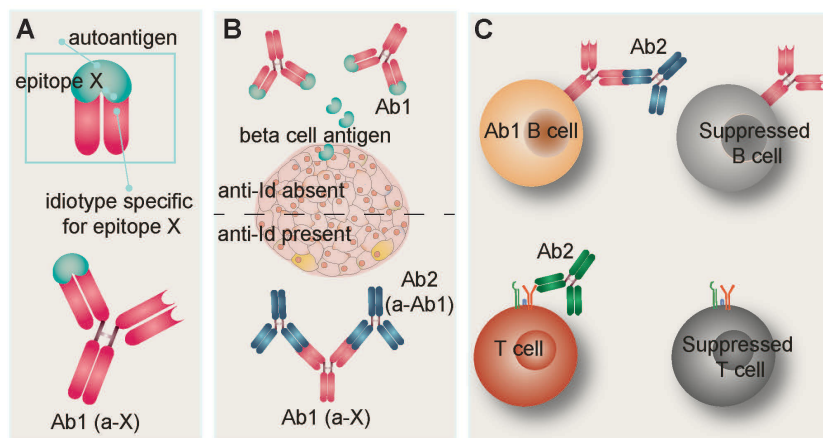 A
autoantigen
epitope X
idiotype specific
for epitope X
Ab1 (a-X)
B
Ab1
beta cell antigen
anti-Id absent
anti-Id present
Ab2
(a-Ab1)
Ab1 (a-X)
C
Ab2
Ab1 B cell
Suppressed
B cell
Ab2
T cell
Suppressed
T cell